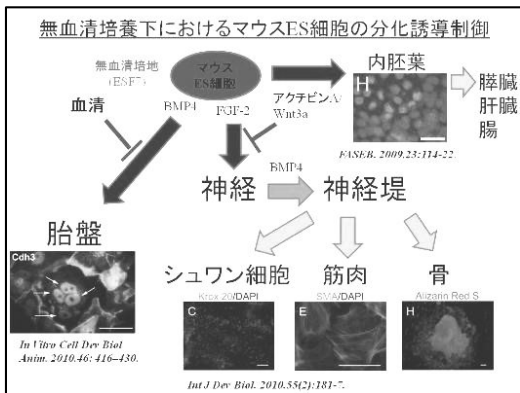 無血清培養下におけるマウスES細胞の分化誘導制御
無血清培地
(ESF7)
マウス
ES細胞
内胚葉
膵臓
肝臓
腸
H
血清
BMP4
FGF-2
アクチビンA/
Wnt3a
FASEB. 2009.23:114-22
神経
BMP4
神経堤
胎盤
Cdh3
シュワン細胞
筋肉
骨
Krox 20/DAPI
SMA/DAPI
Alizarin Red S
C
E
H
In Vitro Cell Dev Biol
Anim. 2010.46: 416–430.
Int J Dev Biol. 2010.55(2):181-7.